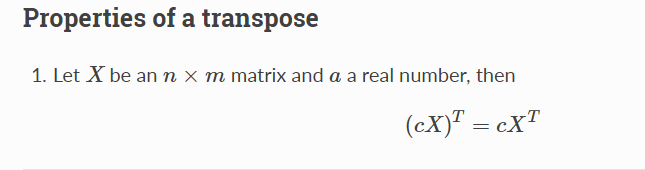 Properties of a transpose
1. Let X be an n × m matrix and a a real number, then
(cX)^T = cX^T